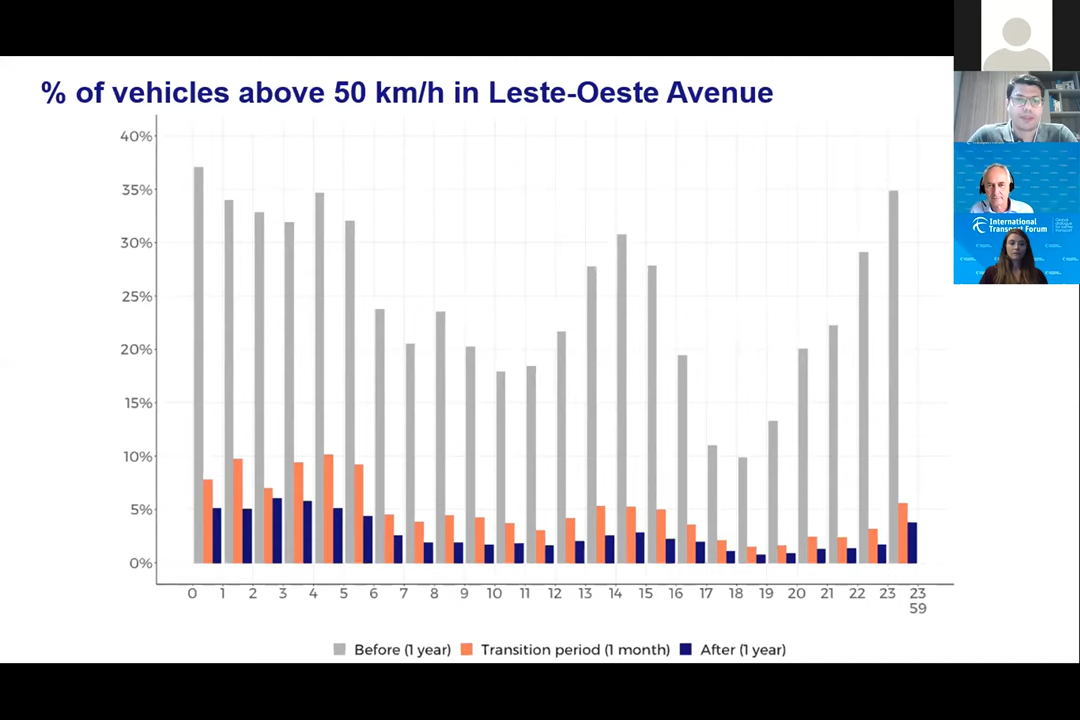 % of vehicles above 50 km/h in Leste-Oeste Avenue
40%
35%
30%
25%
20%
15%
10%
5%
0%
0 1 2 3 4 5 6 7 8 9 10 11 12 13 14 15 16 17 18 19 20 21 22 23 23
59
Before (1 year) Transition period (1 month) After (1 year)
International
Transport Forum